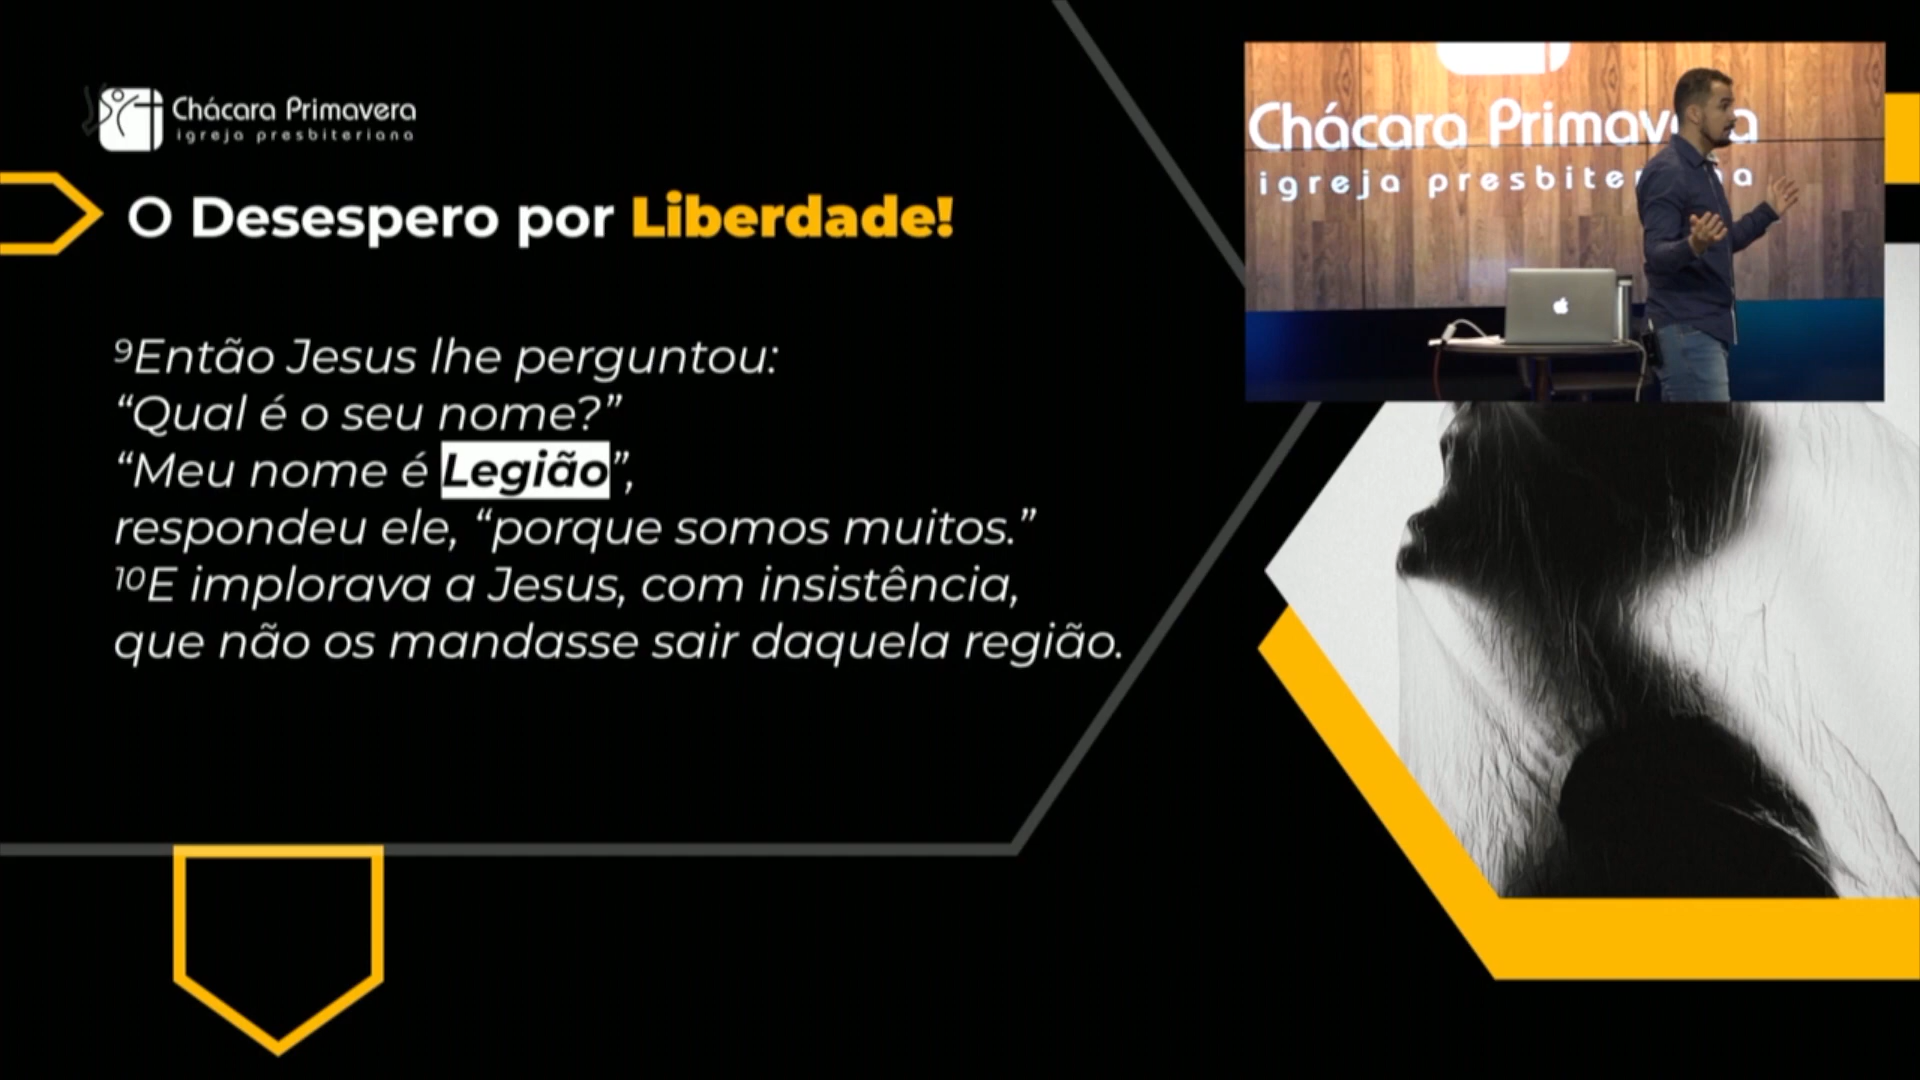 Chácara Primavera
igreja presbiteriana
O Desespero por Liberdade!
⁹Então Jesus lhe perguntou:
“Qual é o seu nome?”
“Meu nome é Legião”,
respondeu ele, “porque somos muitos.”
¹⁰E implorava a Jesus, com insistência,
que não os mandasse sair daquela região.
Chácara Primav a
igreja presbite a